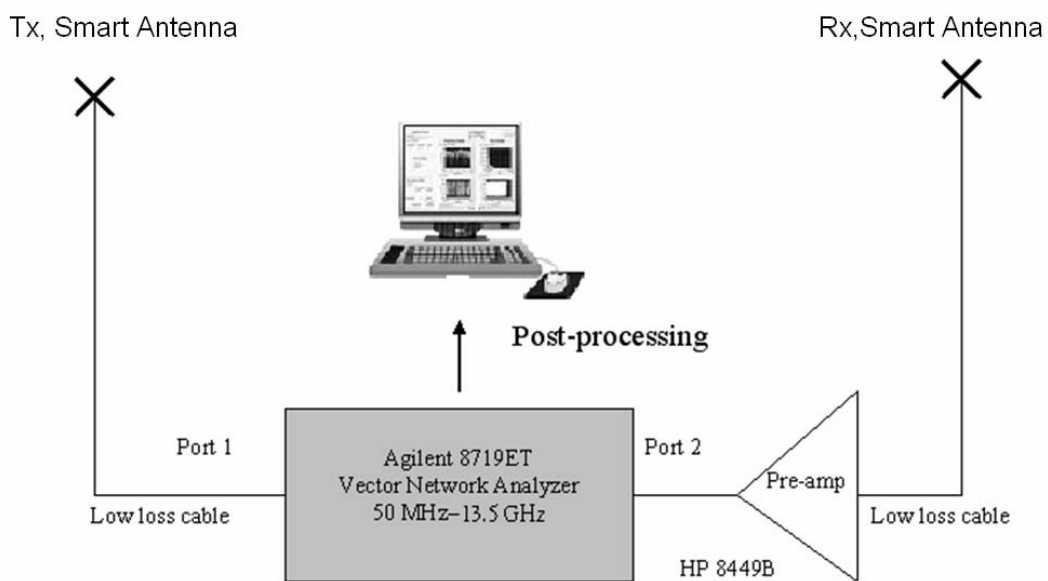 Tx, Smart Antenna
Rx,Smart Antenna
Post-processing
Port 1
Agilent 8719ET
Vector Network Analyzer
50 MHz–13.5 GHz
Port 2
Pre-amp
Low loss cable
Low loss cable
HP 8449B